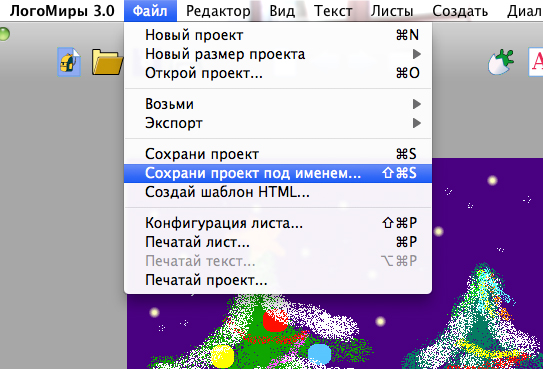 ЛогоМиры 3.0 Файл Редактор Вид Текст Листы Создать Диал
Новый проект ⌘N
Новый размер проекта
Открой проект... ⌘O
Возьми
Экспорт
Сохрани проект ⌘S
Сохрани проект под именем... ⇧⌘S
Создай шаблон HTML...
Конфигурация листа... ⇧⌘P
Печатай лист... ⌘P
Печатай текст... ⌥⌘P
Печатай проект...
A